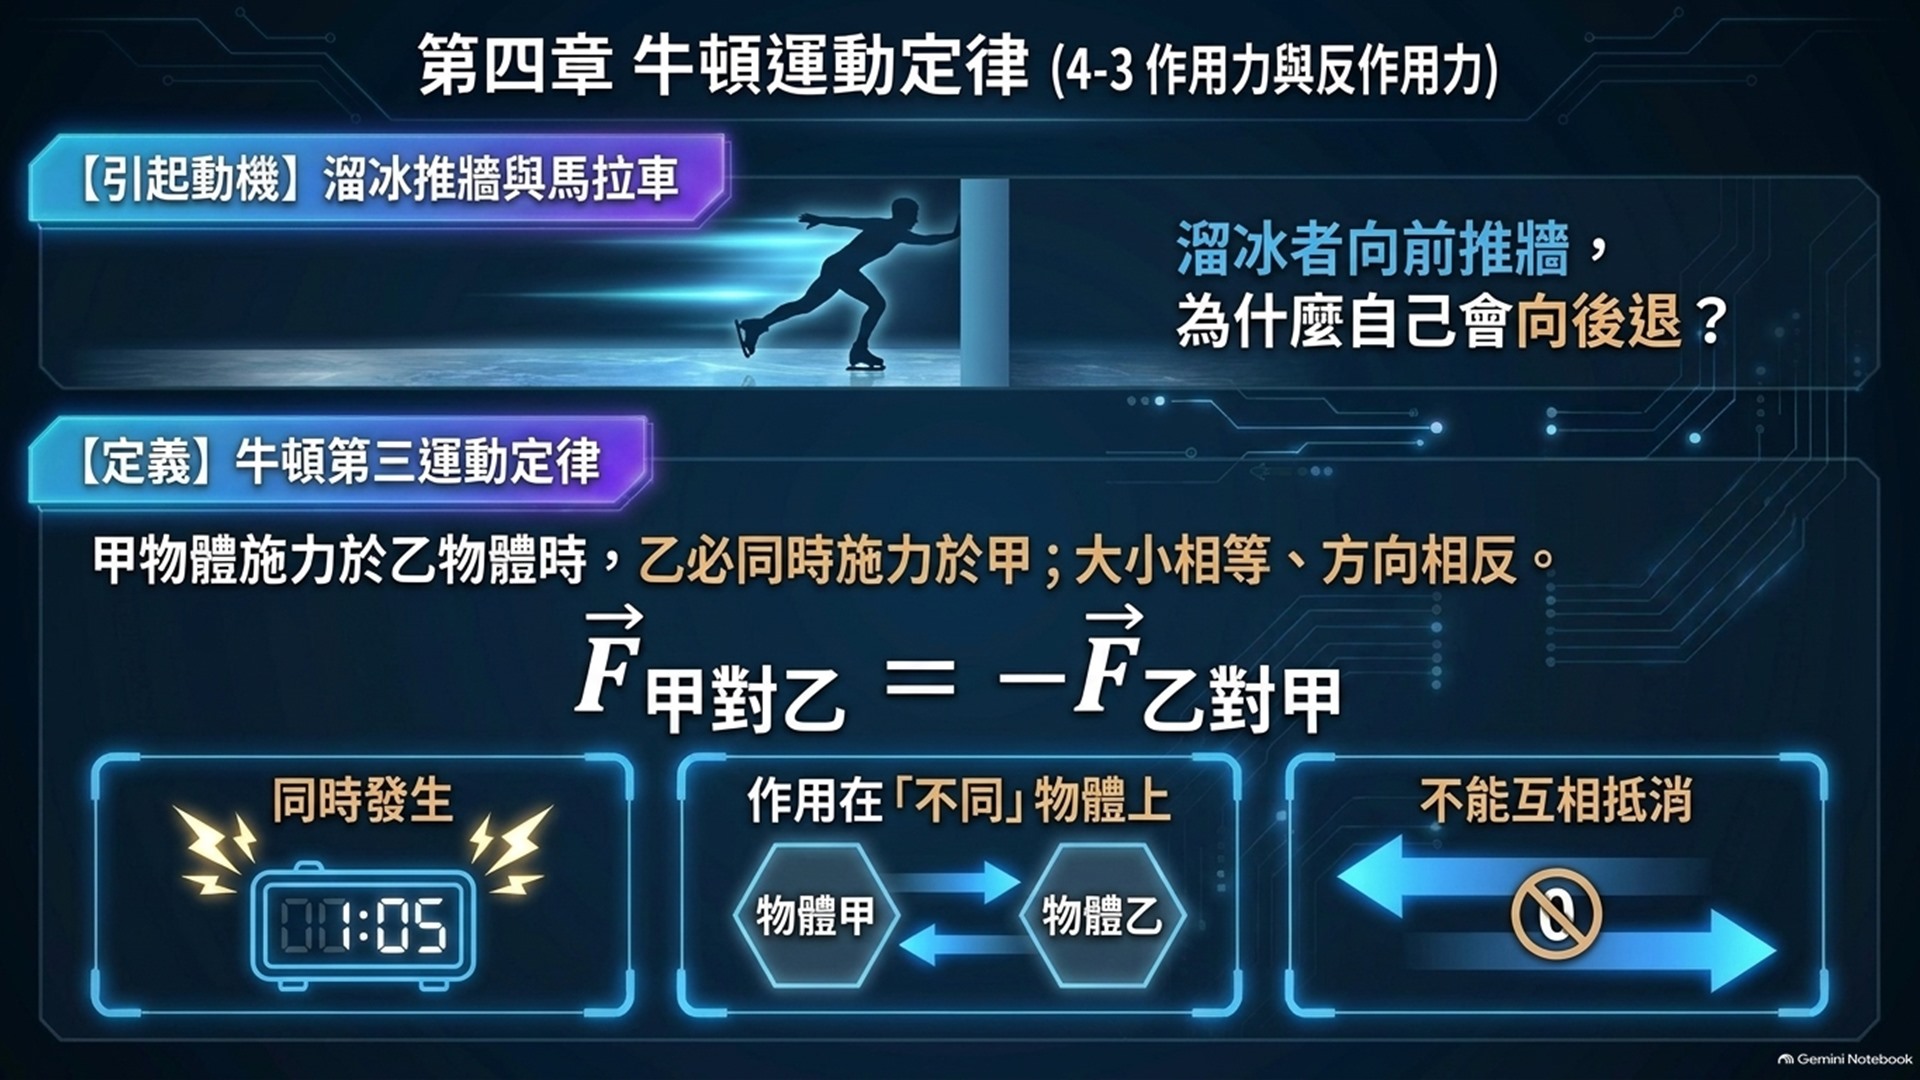 第四章 牛頓運動定律 (4-3 作用力與反作用力)
【引起動機】溜冰推牆與馬拉車
溜冰者向前推牆，
為什麼自己會向後退？
【定義】牛頓第三運動定律
甲物體施力於乙物體時，乙必同時施力於甲；大小相等、方向相反。
F⃗甲對乙 = −F⃗乙對甲
同時發生
1:05
作用在「不同」物體上
物體甲
物體乙
不能互相抵消
0
Gemini Notebook